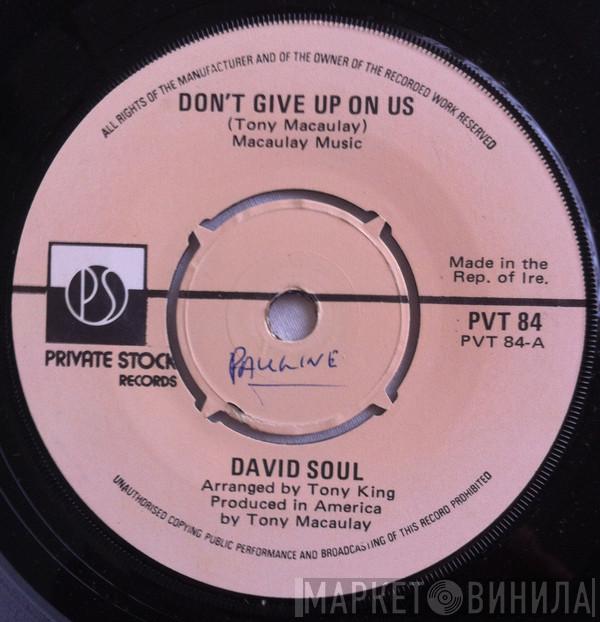 ALL RIGHTS OF THE MANUFACTURER AND OF THE OWNER OF THE RECORDED WORK RESERVED
DON'T GIVE UP ON US
(Tony Macaulay)
Macaulay Music
PS
PRIVATE STOCK
RECORDS
Made in the
Rep. of Ire.
PVT 84
PVT 84-A
PAULINE
DAVID SOUL
Arranged by Tony King
Produced in America
by Tony Macaulay
UNAUTHORISED COPYING PUBLIC PERFORMANCE AND BROADCASTING OF THIS RECORD PROHIBITED
МАРКЕТ ВИНИЛА